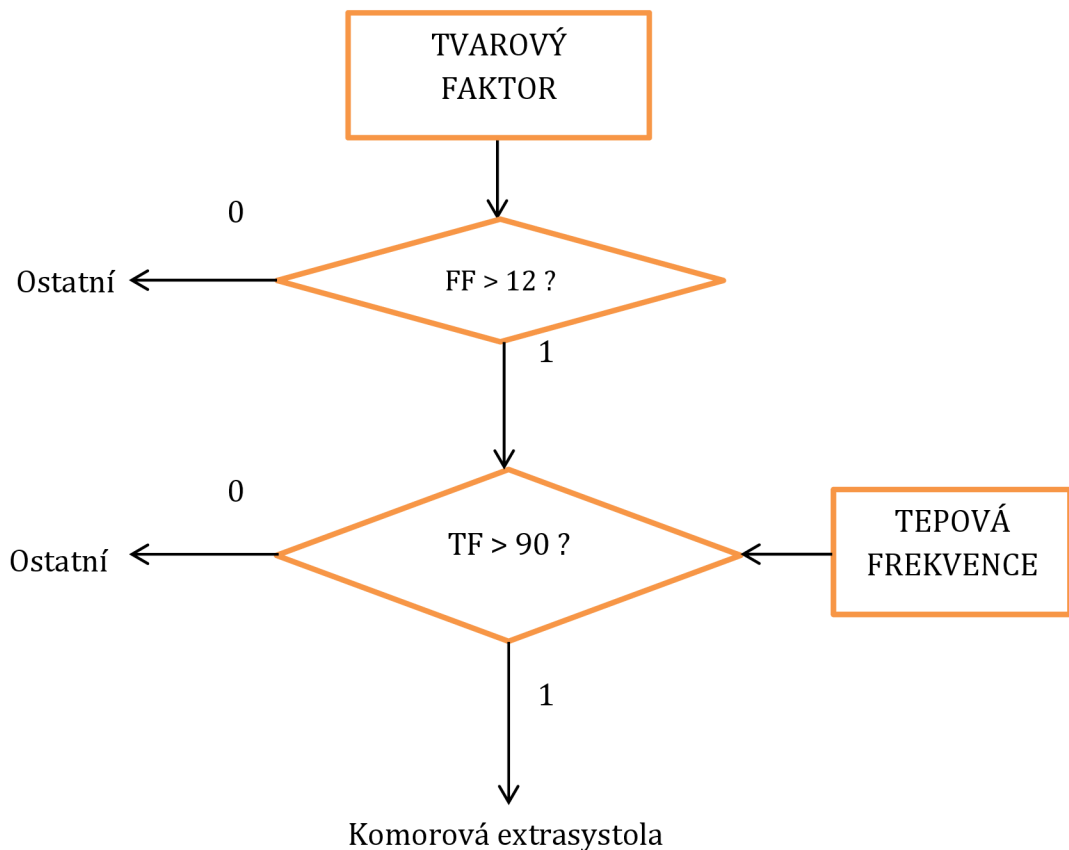 TVAROVÝ
FAKTOR
0
Ostatní
FF > 12 ?
1
0
Ostatní
TF > 90 ?
TEPOVÁ
FREKVENCE
1
Komorová extrasystola